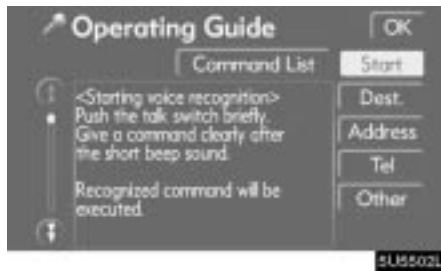 Operating Guide
OK
Command List
Start
<Starting voice recognition>
Push the talk switch briefly.
Give a command clearly after
the short beep sound.
Recognized command will be
executed.
Dest.
Address
Tel
Other
5U5502L